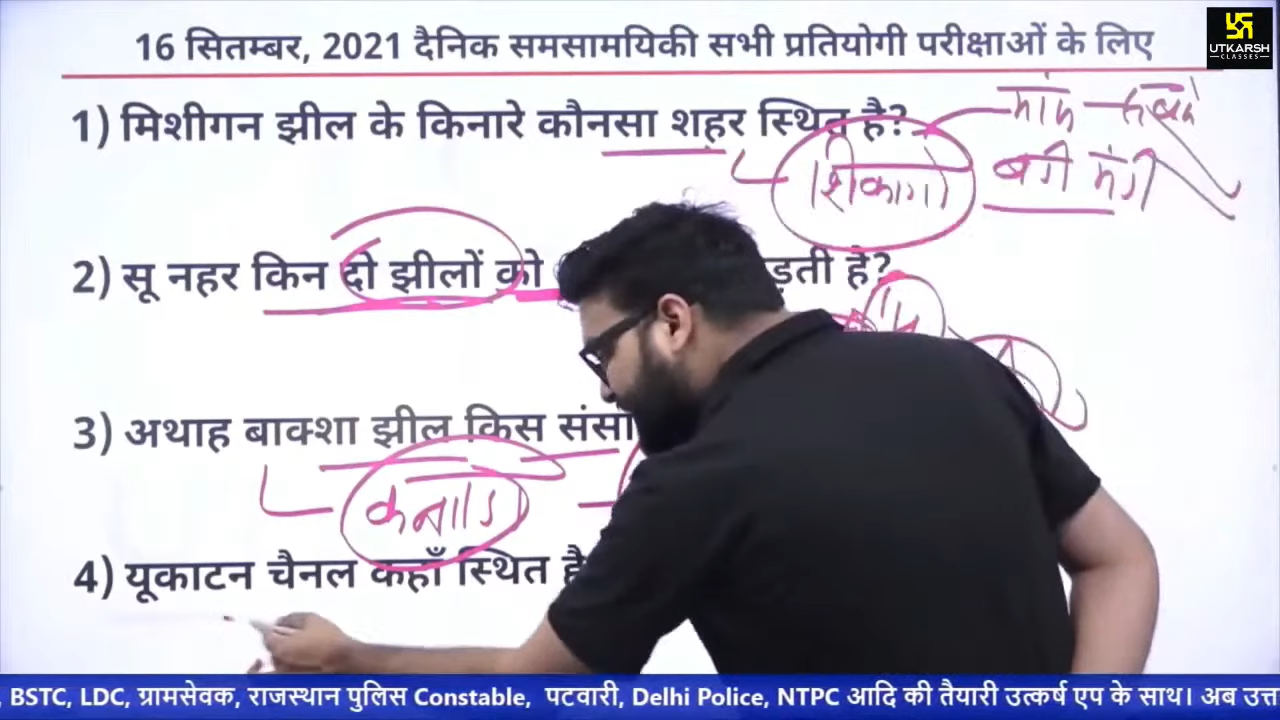 16 सितम्बर, 2021 दैनिक समसामयिकी सभी प्रतियोगी परीक्षाओं के लिए
UTKARSH
CLASSES
1) मिशीगन झील के किनारे कौनसा शहर स्थित है?
मांस
शिकागो
मंडी
2) सू नहर किन दो झीलों को
ड़ती है?
3) अथाह बाक्शा झील किस संसा
कनाडा
4) यूकाटन चैनल कहाँ स्थित है
, BSTC, LDC, ग्रामसेवक, राजस्थान पुलिस Constable, पटवारी, Delhi Police, NTPC आदि की तैयारी उत्कर्ष एप के साथ। अब उत्त